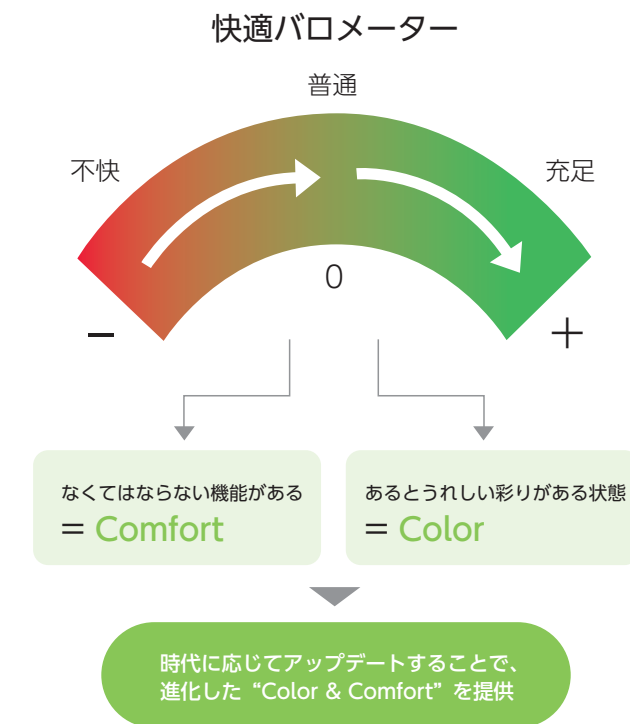 快適バロメーター
普通
不快
充足
0
−
+
なくてはならない機能がある
= Comfort
あるとうれしい彩りがある状態
= Color
時代に応じてアップデートすることで、
進化した“Color & Comfort”を提供